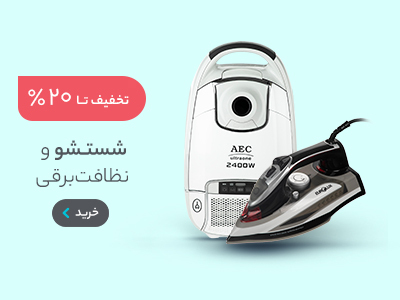 تخفیف تا ۲۰%
شستشو و
نظافت‌برقی
خرید
AEC
ultrasone
2400W